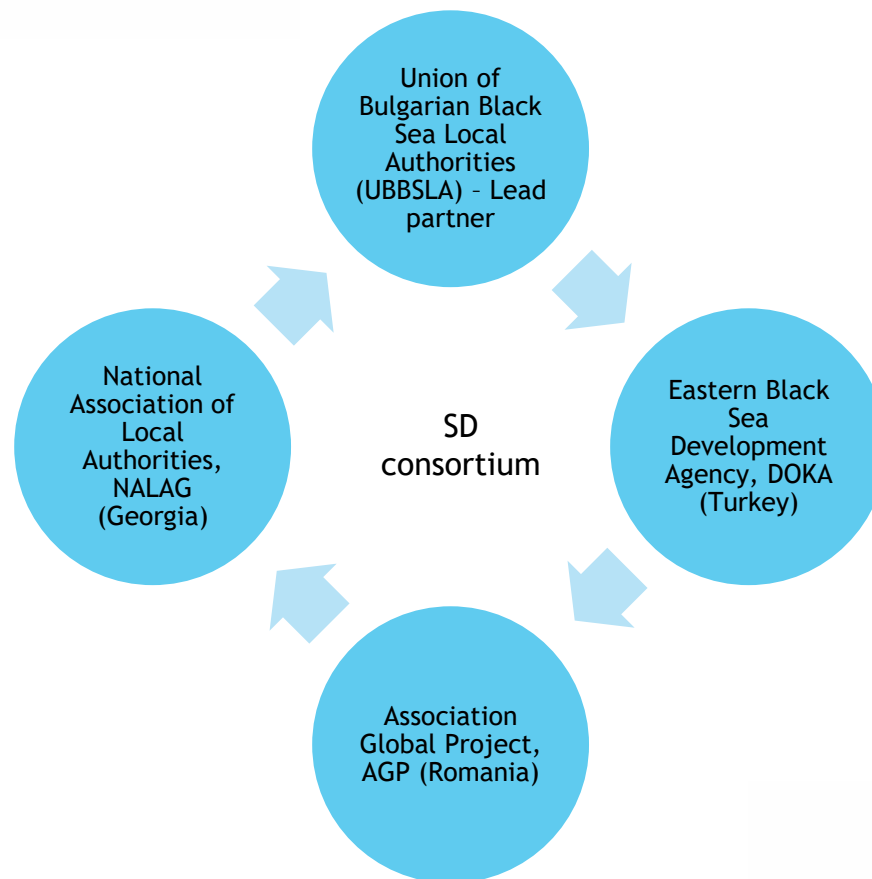 Union of
Bulgarian Black
Sea Local
Authorities
(UBBSLA) – Lead
partner
National
Association of
Local
Authorities,
NALAG
(Georgia)
SD
consortium
Eastern Black
Sea
Development
Agency, DOKA
(Turkey)
Association
Global Project,
AGP (Romania)